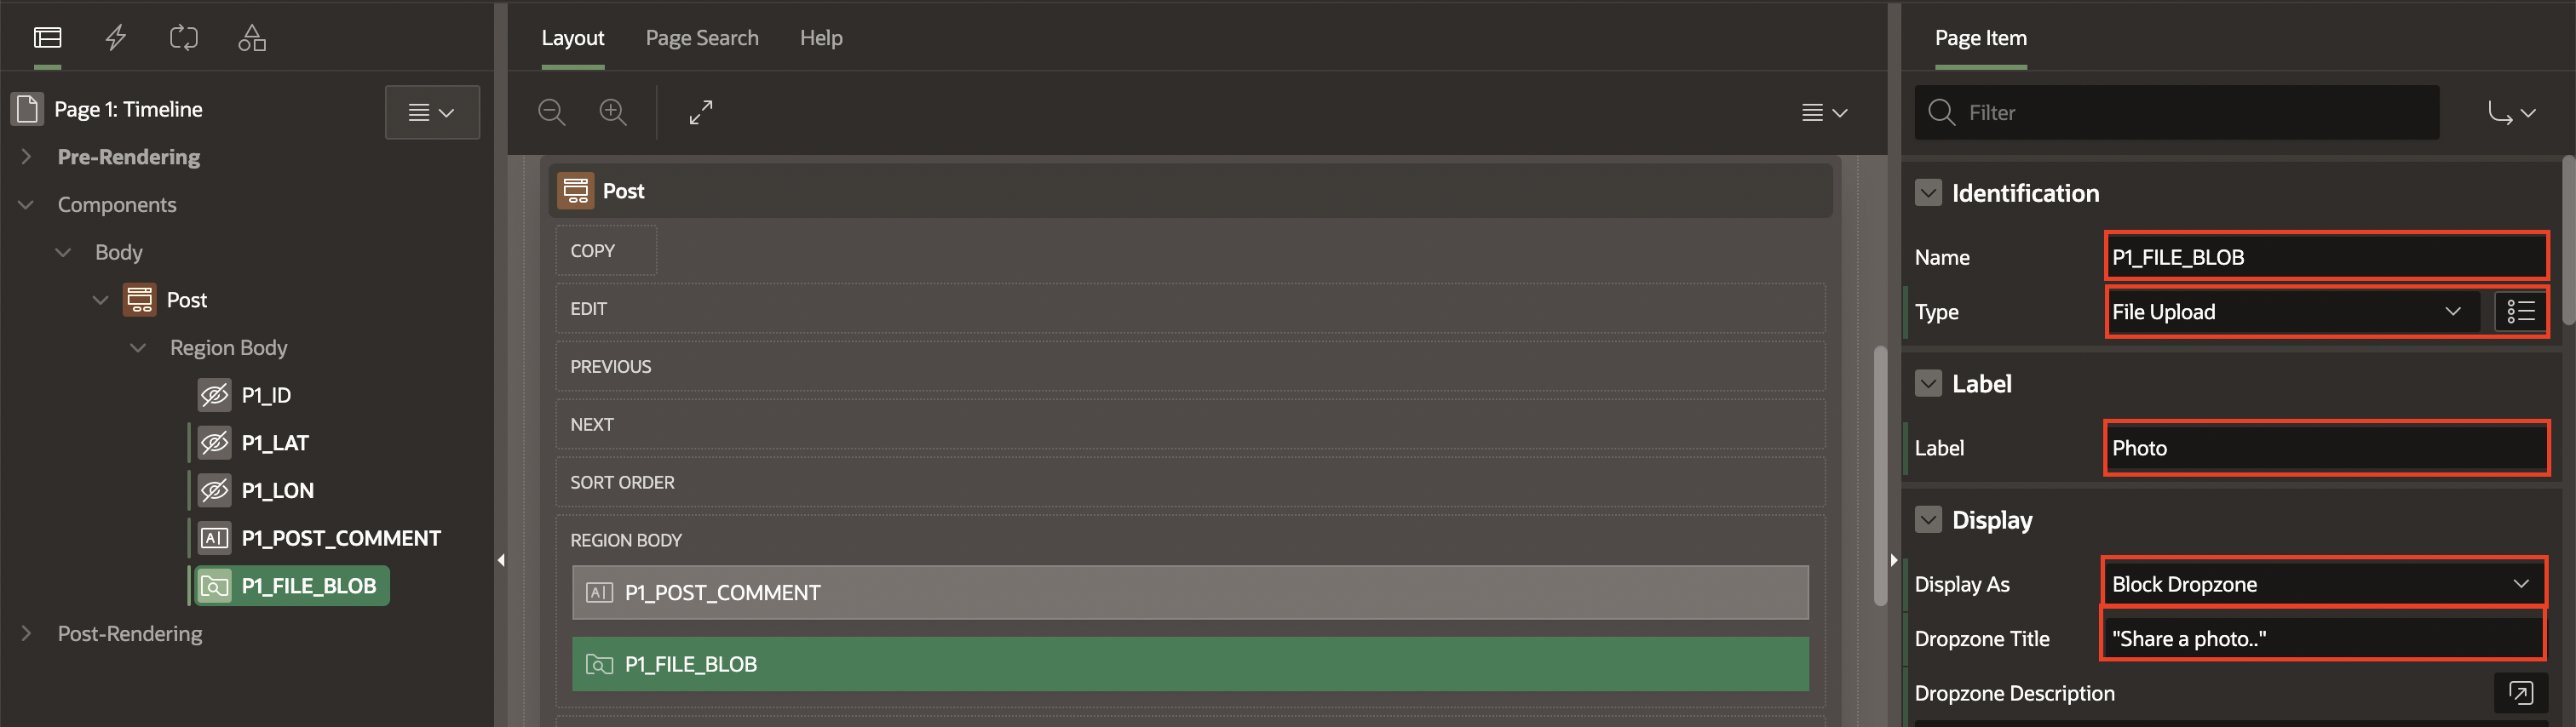 Page 1: Timeline
Pre-Rendering
Components
Body
Post
Region Body
P1_ID
P1_LAT
P1_LON
P1_POST_COMMENT
P1_FILE_BLOB
Post-Rendering
Layout Page Search Help
Post
COPY
EDIT
PREVIOUS
NEXT
SORT ORDER
REGION BODY
P1_POST_COMMENT
P1_FILE_BLOB
Page Item
Filter
Identification
Name P1_FILE_BLOB
Type File Upload
Label
Label Photo
Display
Display As Block Dropzone
Dropzone Title "Share a photo.."
Dropzone Description